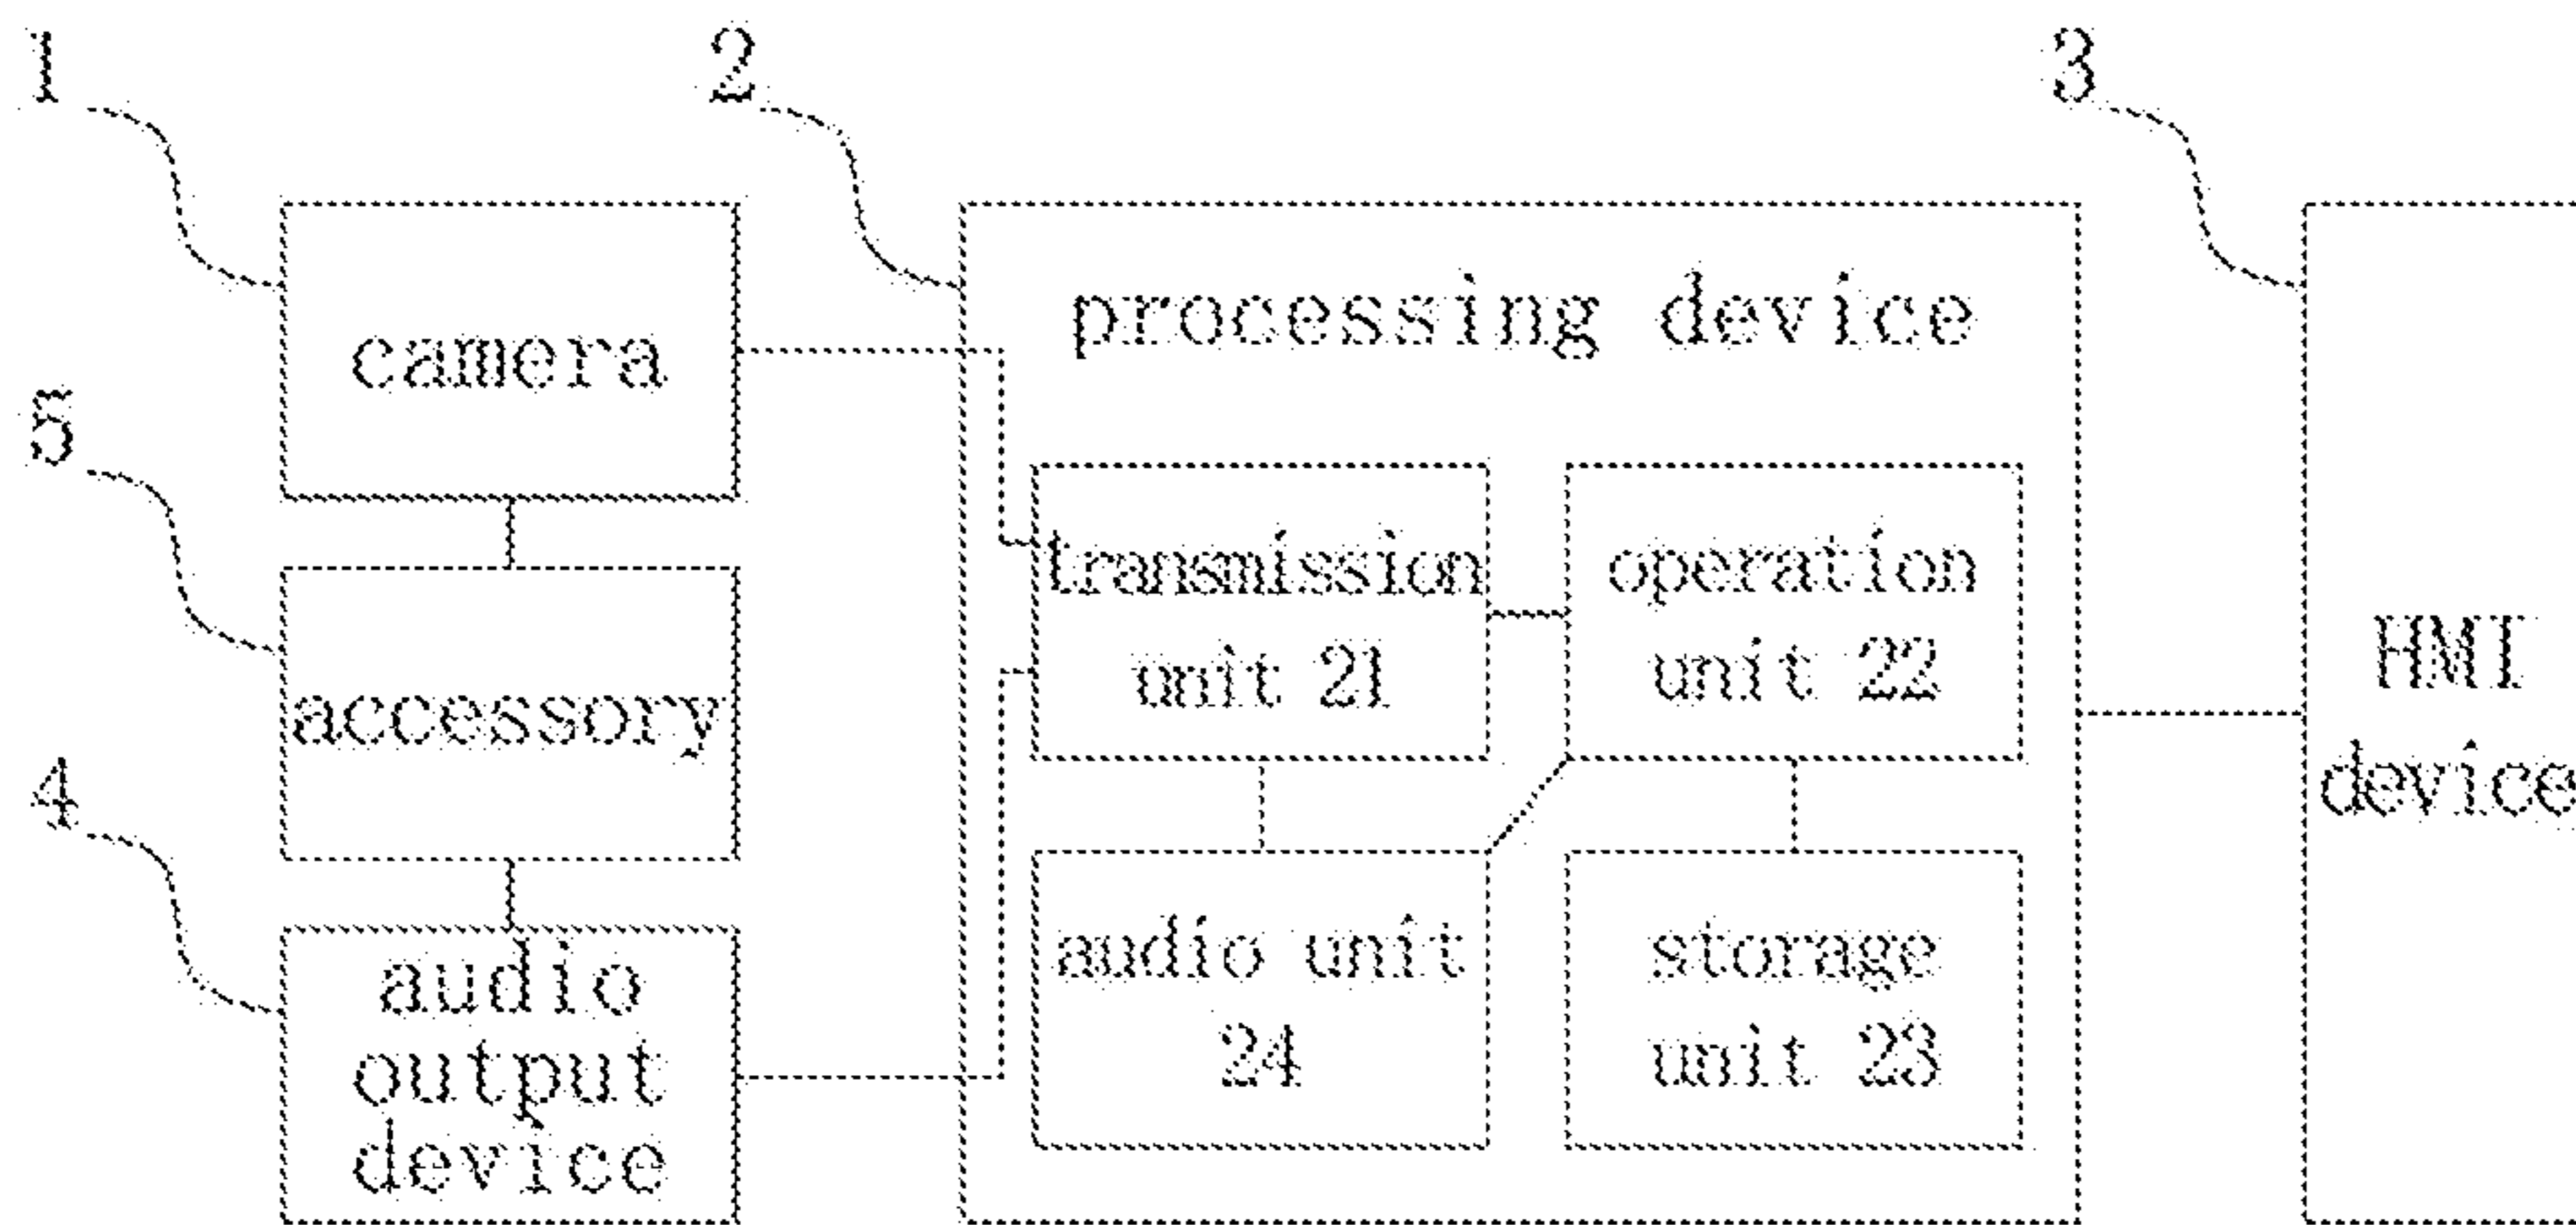 1
2
3
camera
processing device
5
transmission
unit 21
operation
unit 22
HMI
device
accessory
4
audio
output
device
audio unit
24
storage
unit 23